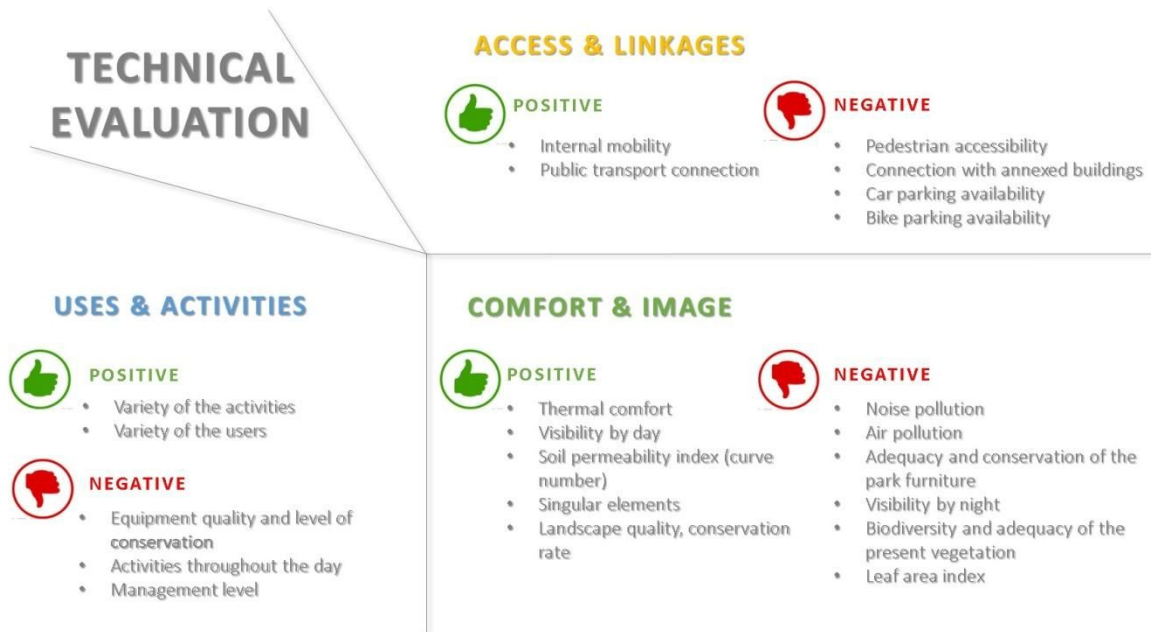 TECHNICAL
EVALUATION
ACCESS & LINKAGES
POSITIVE
• Internal mobility
• Public transport connection
NEGATIVE
• Pedestrian accessibility
• Connection with annexed buildings
• Car parking availability
• Bike parking availability
USES & ACTIVITIES
POSITIVE
• Variety of the activities
• Variety of the users
NEGATIVE
• Equipment quality and level of
conservation
• Activities throughout the day
• Management level
COMFORT & IMAGE
POSITIVE
• Thermal comfort
• Visibility by day
• Soil permeability index (curve
number)
• Singular elements
• Landscape quality, conservation
rate
NEGATIVE
• Noise pollution
• Air pollution
• Adequacy and conservation of the
park furniture
• Visibility by night
• Biodiversity and adequacy of the
present vegetation
• Leaf area index